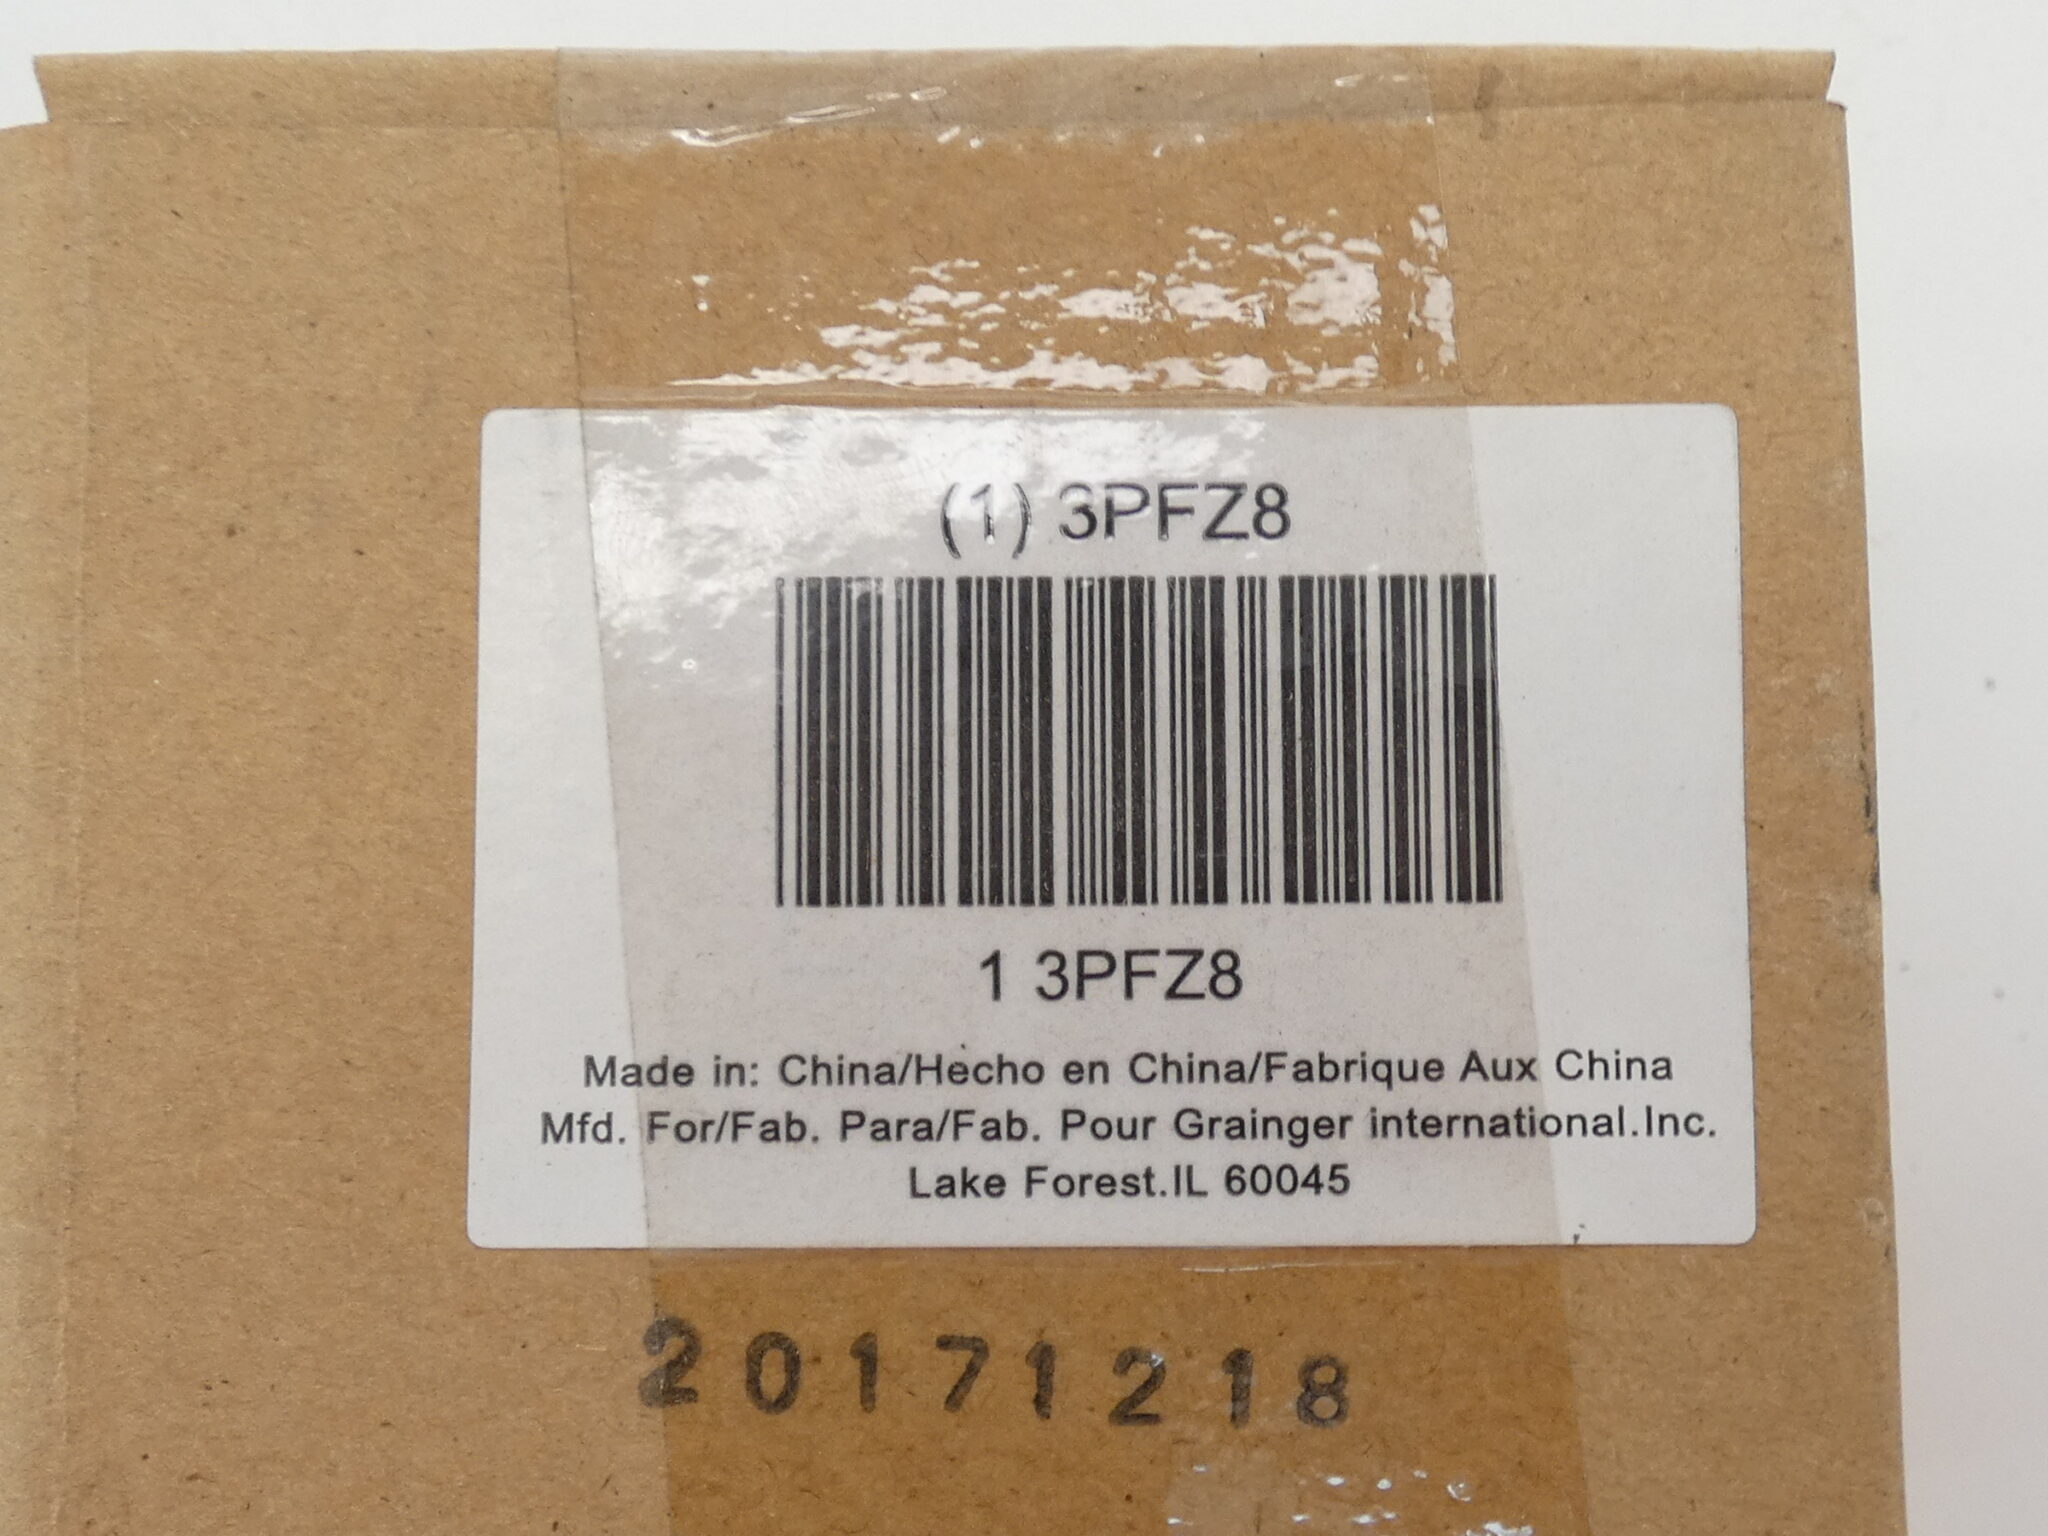 (1) 3PFZ8
1 3PFZ8
Made in: China/Hecho en China/Fabrique Aux China
Mfd. For/Fab. Para/Fab. Pour Grainger international.Inc.
Lake Forest.IL 60045
20171218